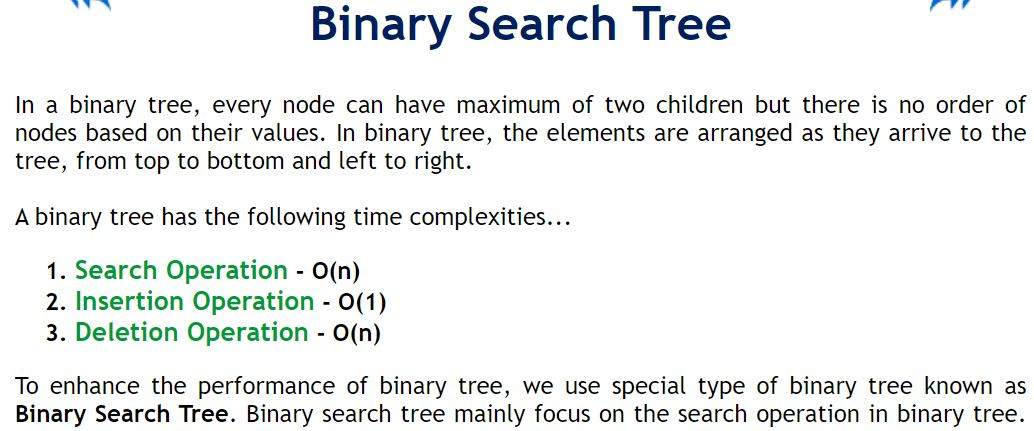 Binary Search Tree
In a binary tree, every node can have maximum of two children but there is no order of
nodes based on their values. In binary tree, the elements are arranged as they arrive to the
tree, from top to bottom and left to right.
A binary tree has the following time complexities...
1. Search Operation - O(n)
2. Insertion Operation - O(1)
3. Deletion Operation - O(n)
To enhance the performance of binary tree, we use special type of binary tree known as
Binary Search Tree. Binary search tree mainly focus on the search operation in binary tree.